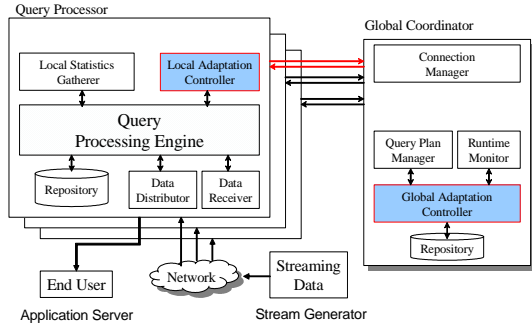 Query Processor
Local Statistics
Gatherer
Local Adaptation
Controller
Query
Processing Engine
Repository
Data
Distributor
Data
Receiver
Global Coordinator
Connection
Manager
Query Plan
Manager
Runtime
Monitor
Global Adaptation
Controller
Repository
End User
Application Server
Network
Streaming
Data
Stream Generator